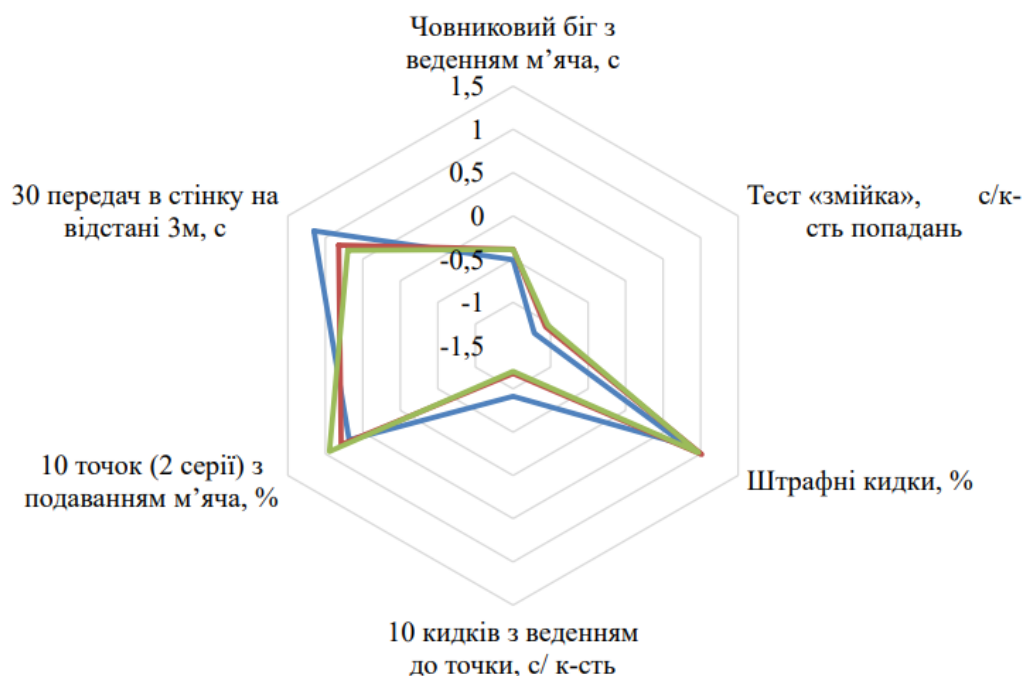 Човниковий біг з
веденням м’яча, с
1,5
1
0,5
0
-0,5
-1
-1,5
30 передач в стінку на
відстані 3м, с
Тест «змійка», с/к-
сть попадань
10 точок (2 серії) з
подаванням м’яча, %
Штрафні кидки, %
10 кидків з веденням
до точки, с/ к-сть